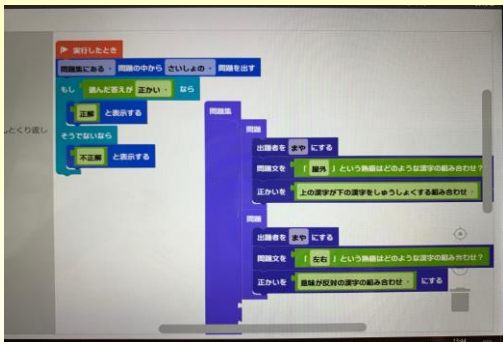 実行したとき
問題集にある 問題の中から さいしょの 問題を出す
もし 選んだ答えが 正かい なら
正解 と表示する
そうでないなら
不正解 と表示する
しとくり返し
問題集
問題
出題者を まや にする
問題文を 「 屋外 」という熟語はどのような漢字の組み合わせ?
正かいを 上の漢字が下の漢字をしゅうしょくする組み合わせ
問題
出題者を まや にする
問題文を 「 左右 」という熟語はどのような漢字の組み合わせ?
正かいを 意味が反対の漢字の組み合わせ にする